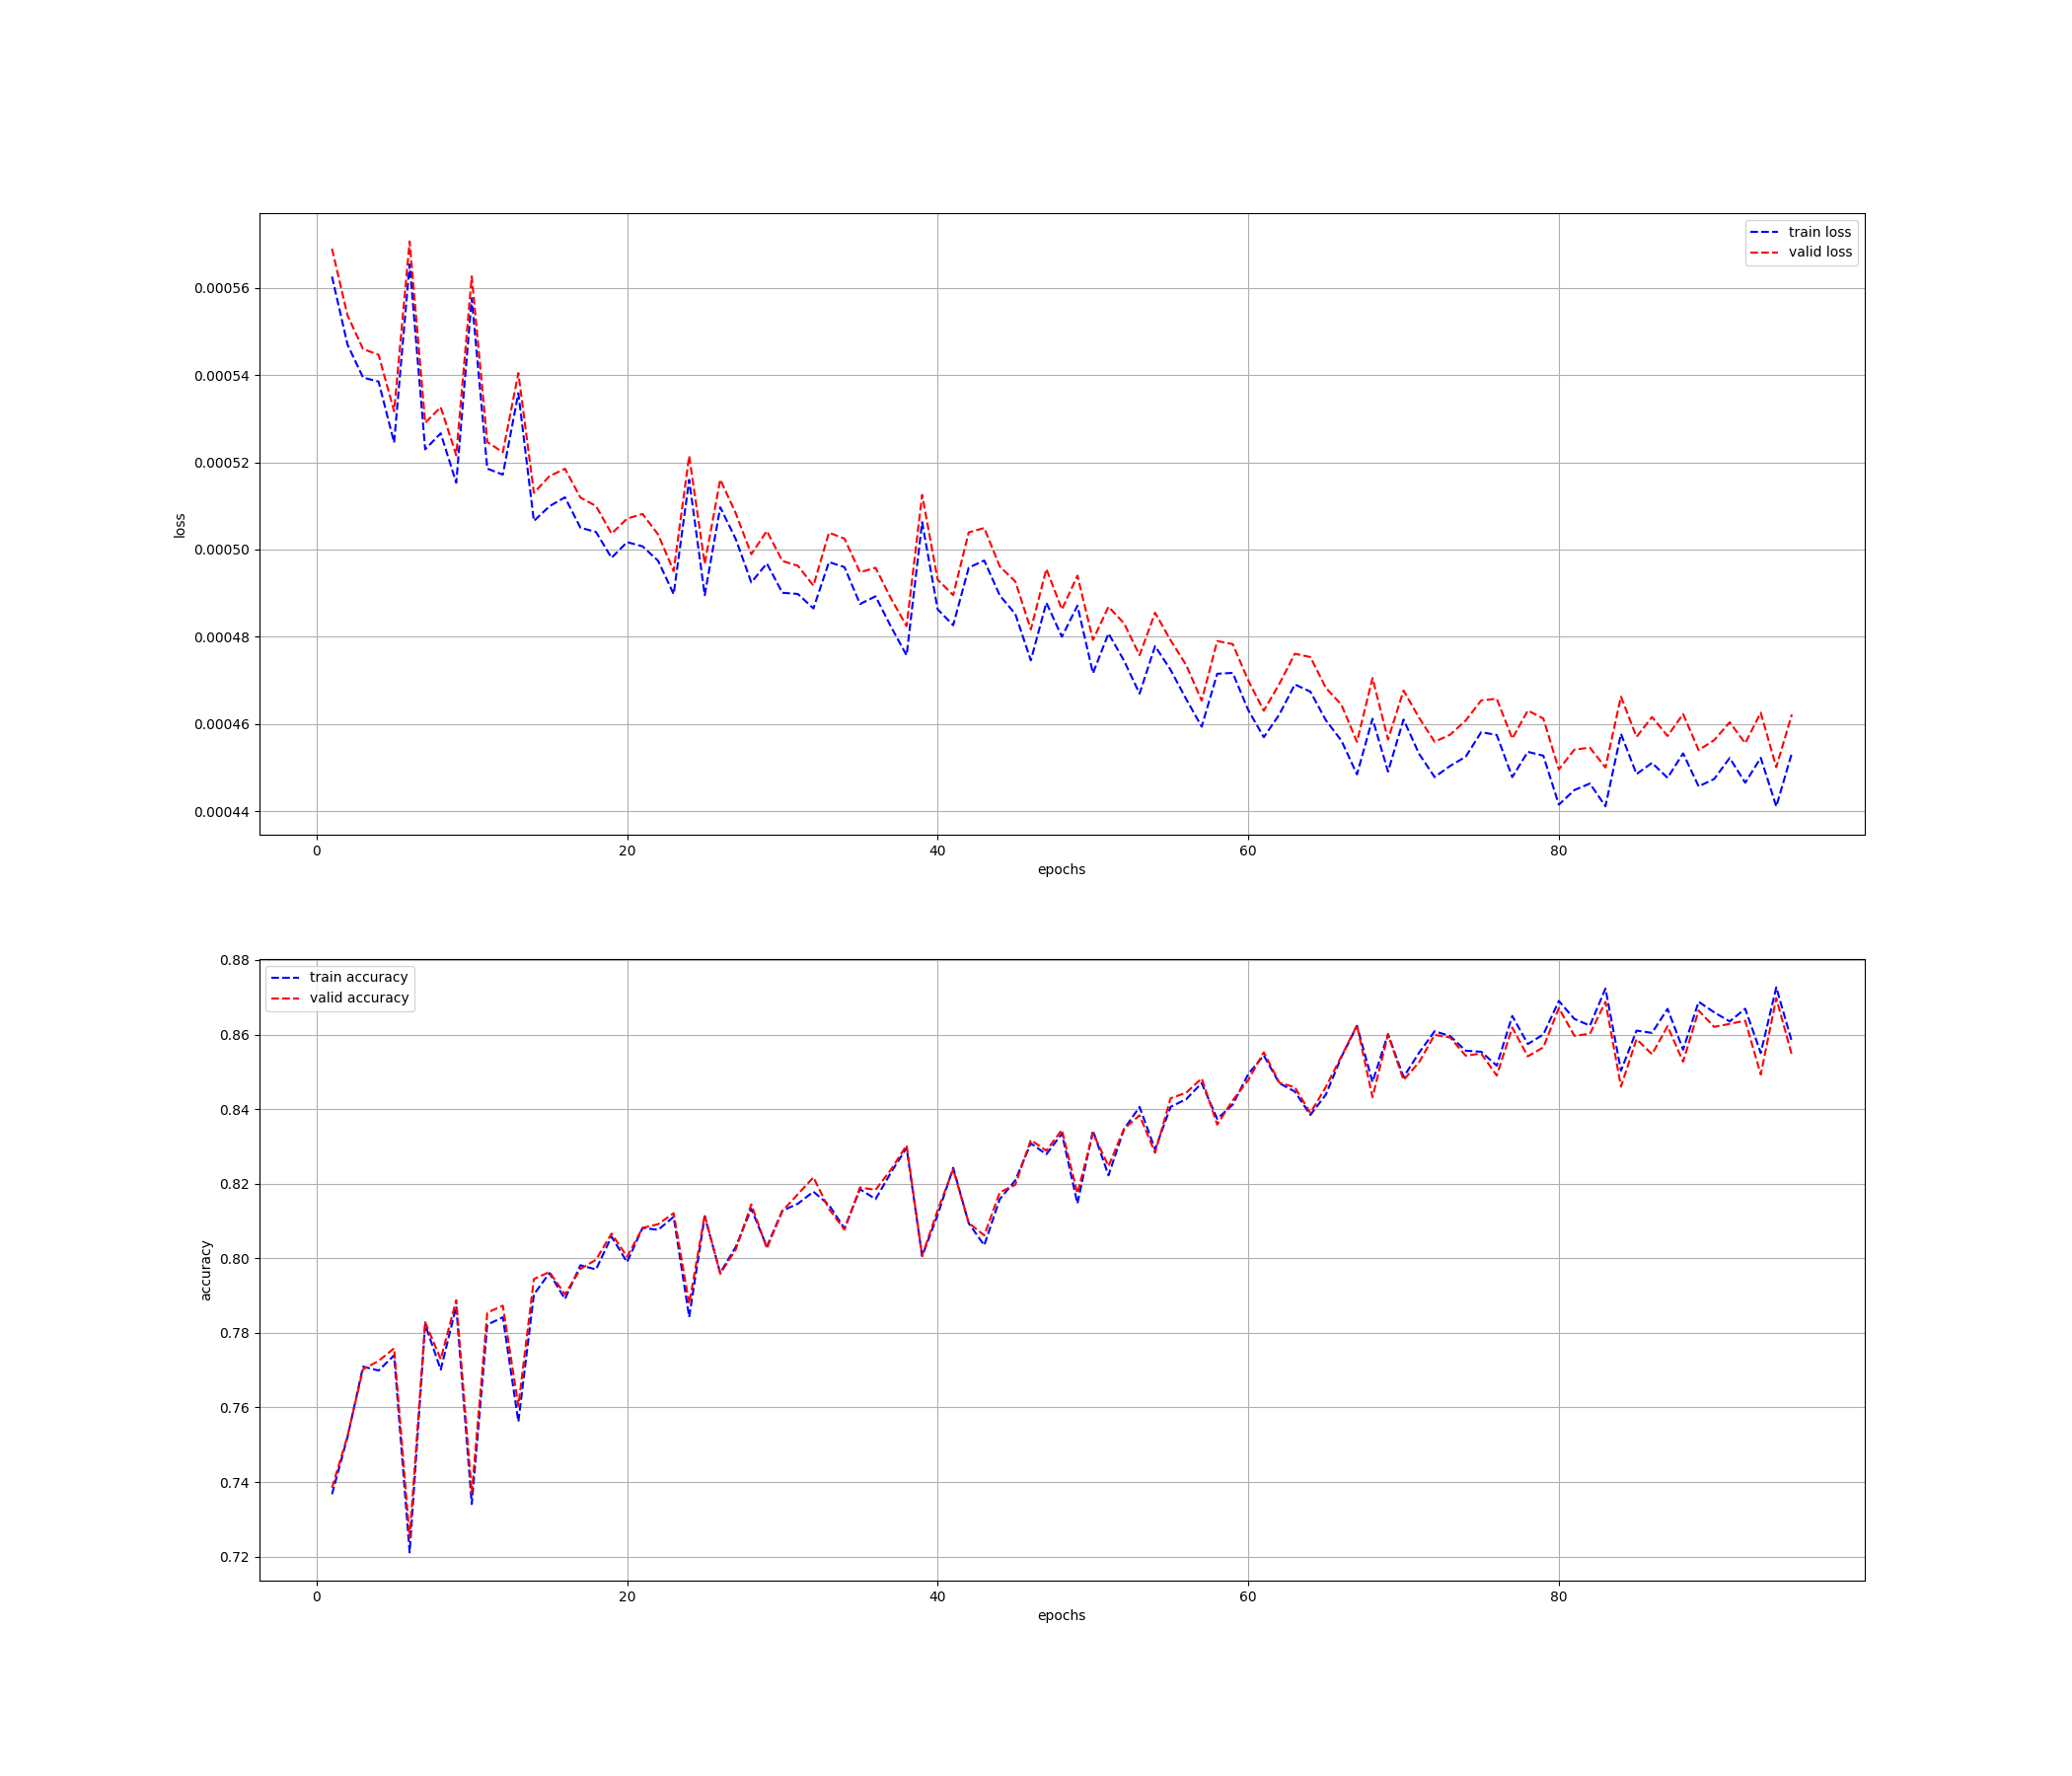 train loss
valid loss
0.00056
0.00054
0.00052
0.00050
0.00048
0.00046
0.00044
loss
0 20 40 60 80
epochs
train accuracy
valid accuracy
0.88
0.86
0.84
0.82
0.80
0.78
0.76
0.74
0.72
accuracy
0 20 40 60 80
epochs